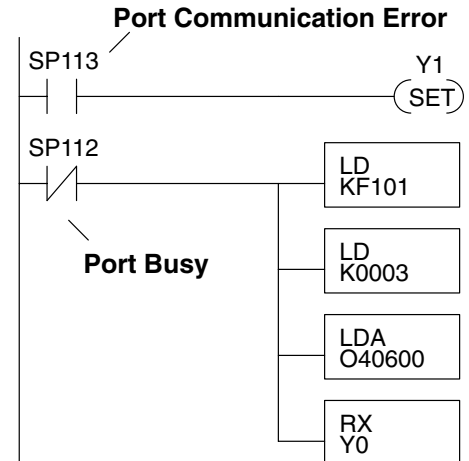 Port Communication Error
SP113
Y1
SET
SP112
Port Busy
LD
KF101
LD
K0003
LDA
O40600
RX
Y0